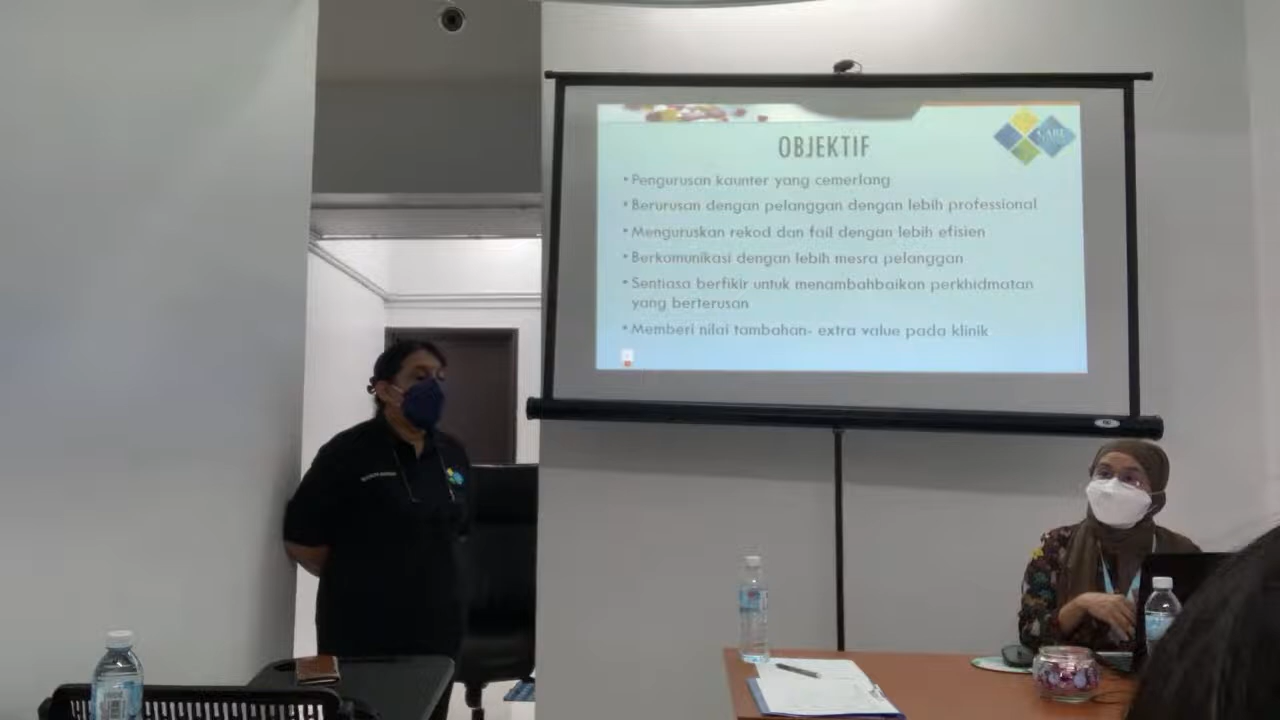 OBJEKTIF
CARE
• Pengurusan kaunter yang cemerlang
• Berurusan dengan pelanggan dengan lebih professional
• Menguruskan rekod dan fail dengan lebih efisien
• Berkomunikasi dengan lebih mesra pelanggan
• Sentiasa berfikir untuk menambahbaikan perkhidmatan
yang berterusan
• Memberi nilai tambahan- extra value pada klinik